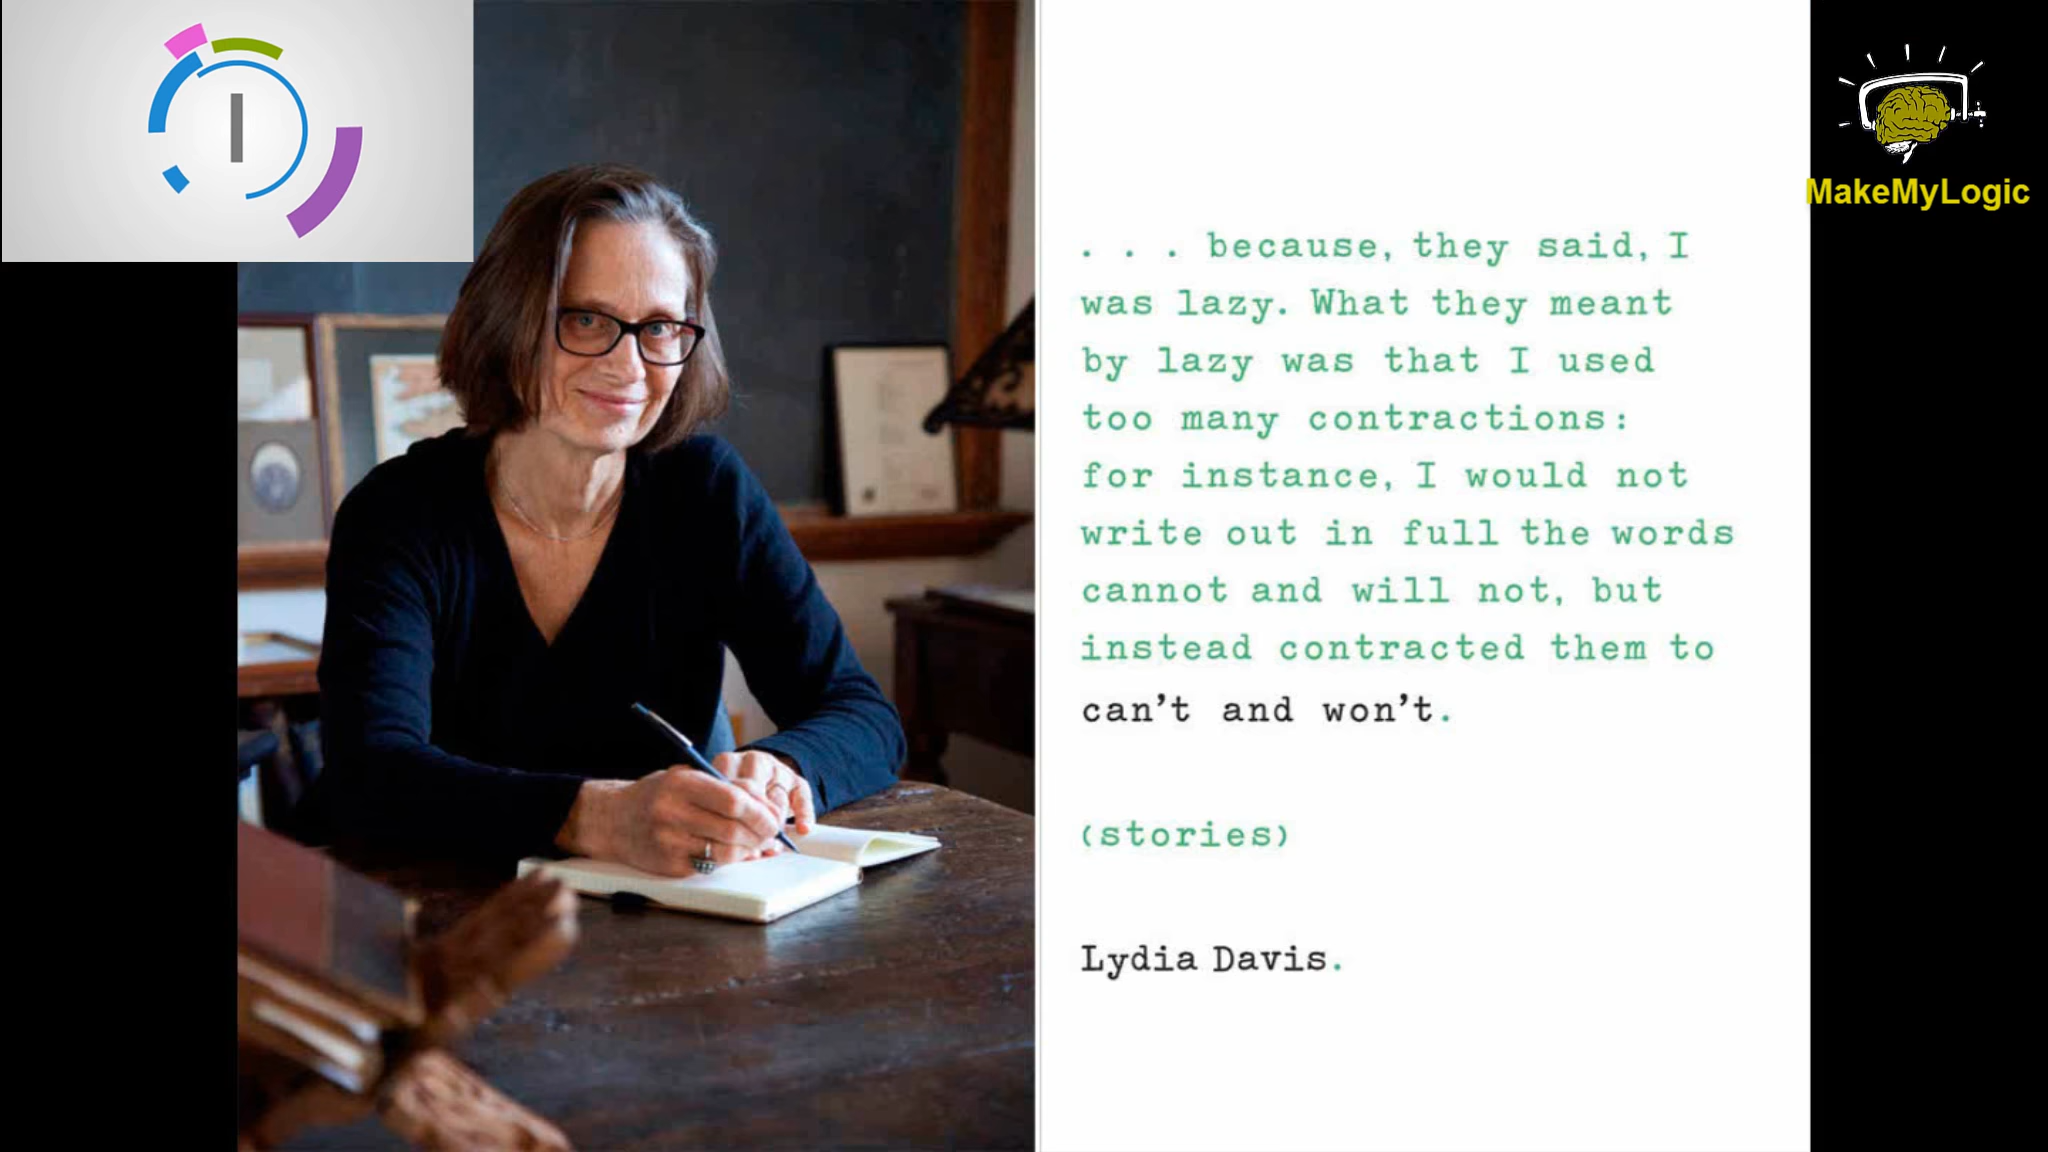 MakeMyLogic
. . . because, they said, I
was lazy. What they meant
by lazy was that I used
too many contractions:
for instance, I would not
write out in full the words
cannot and will not, but
instead contracted them to
can’t and won’t.
(stories)
Lydia Davis.